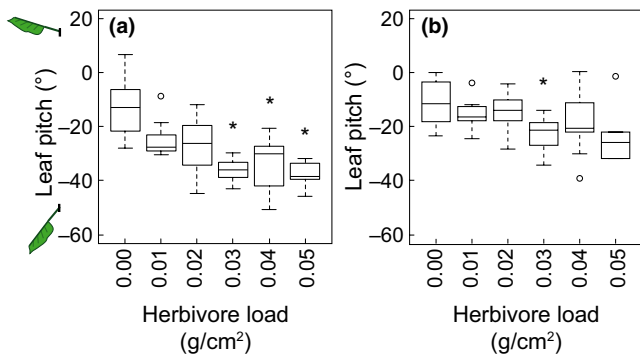 (a)
Leaf pitch (°)
20
0
−20
−40
−60
* * *
0.00 0.01 0.02 0.03 0.04 0.05
Herbivore load
(g/cm²)
(b)
Leaf pitch (°)
20
0
−20
−40
−60
*
0.00 0.01 0.02 0.03 0.04 0.05
Herbivore load
(g/cm²)